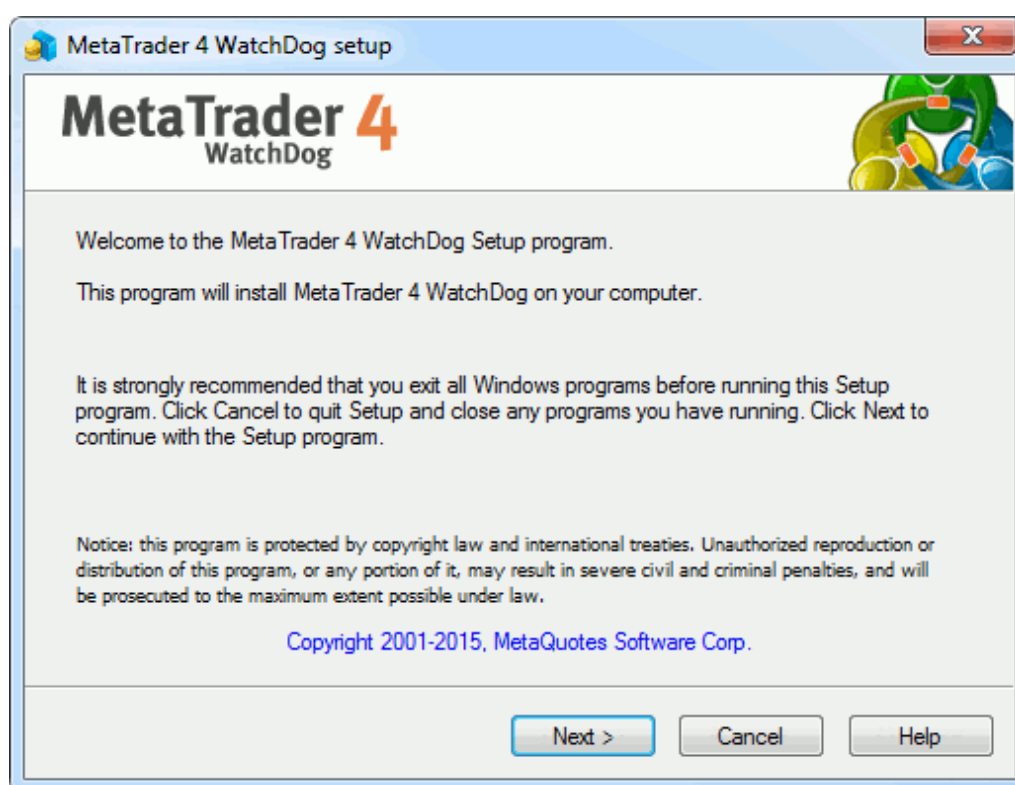 MetaTrader 4 WatchDog setup
MetaTrader 4
WatchDog
Welcome to the MetaTrader 4 WatchDog Setup program.
This program will install MetaTrader 4 WatchDog on your computer.
It is strongly recommended that you exit all Windows programs before running this Setup
program. Click Cancel to quit Setup and close any programs you have running. Click Next to
continue with the Setup program.
Notice: this program is protected by copyright law and international treaties. Unauthorized reproduction or
distribution of this program, or any portion of it, may result in severe civil and criminal penalties, and will
be prosecuted to the maximum extent possible under law.
Copyright 2001-2015, MetaQuotes Software Corp.
Next >
Cancel
Help